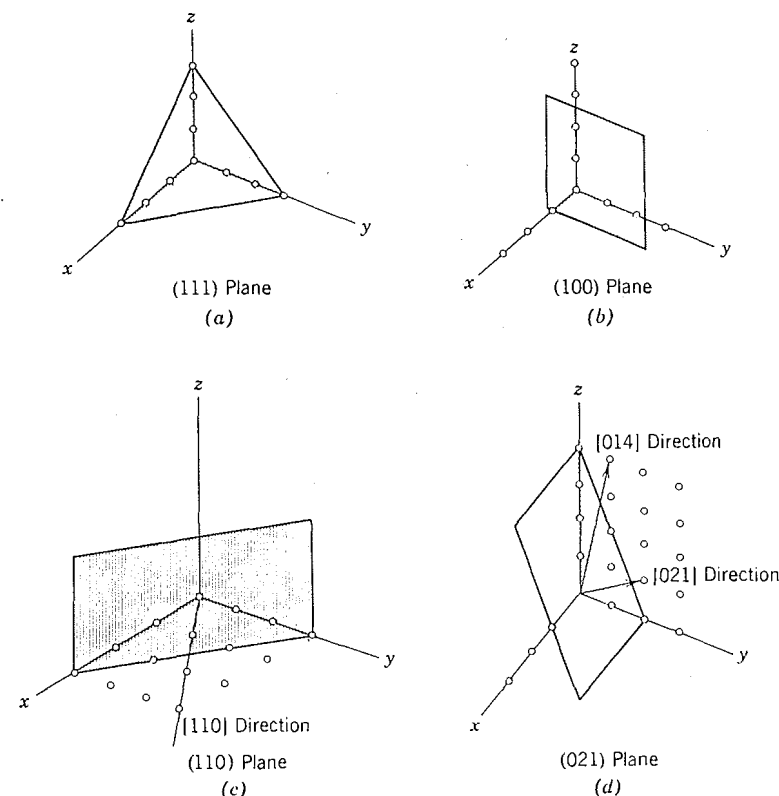 z
y
x
(111) Plane
(a)
z
y
x
(100) Plane
(b)
z
y
x
[110] Direction
(110) Plane
(c)
z
[014] Direction
[021] Direction
y
x
(021) Plane
(d)